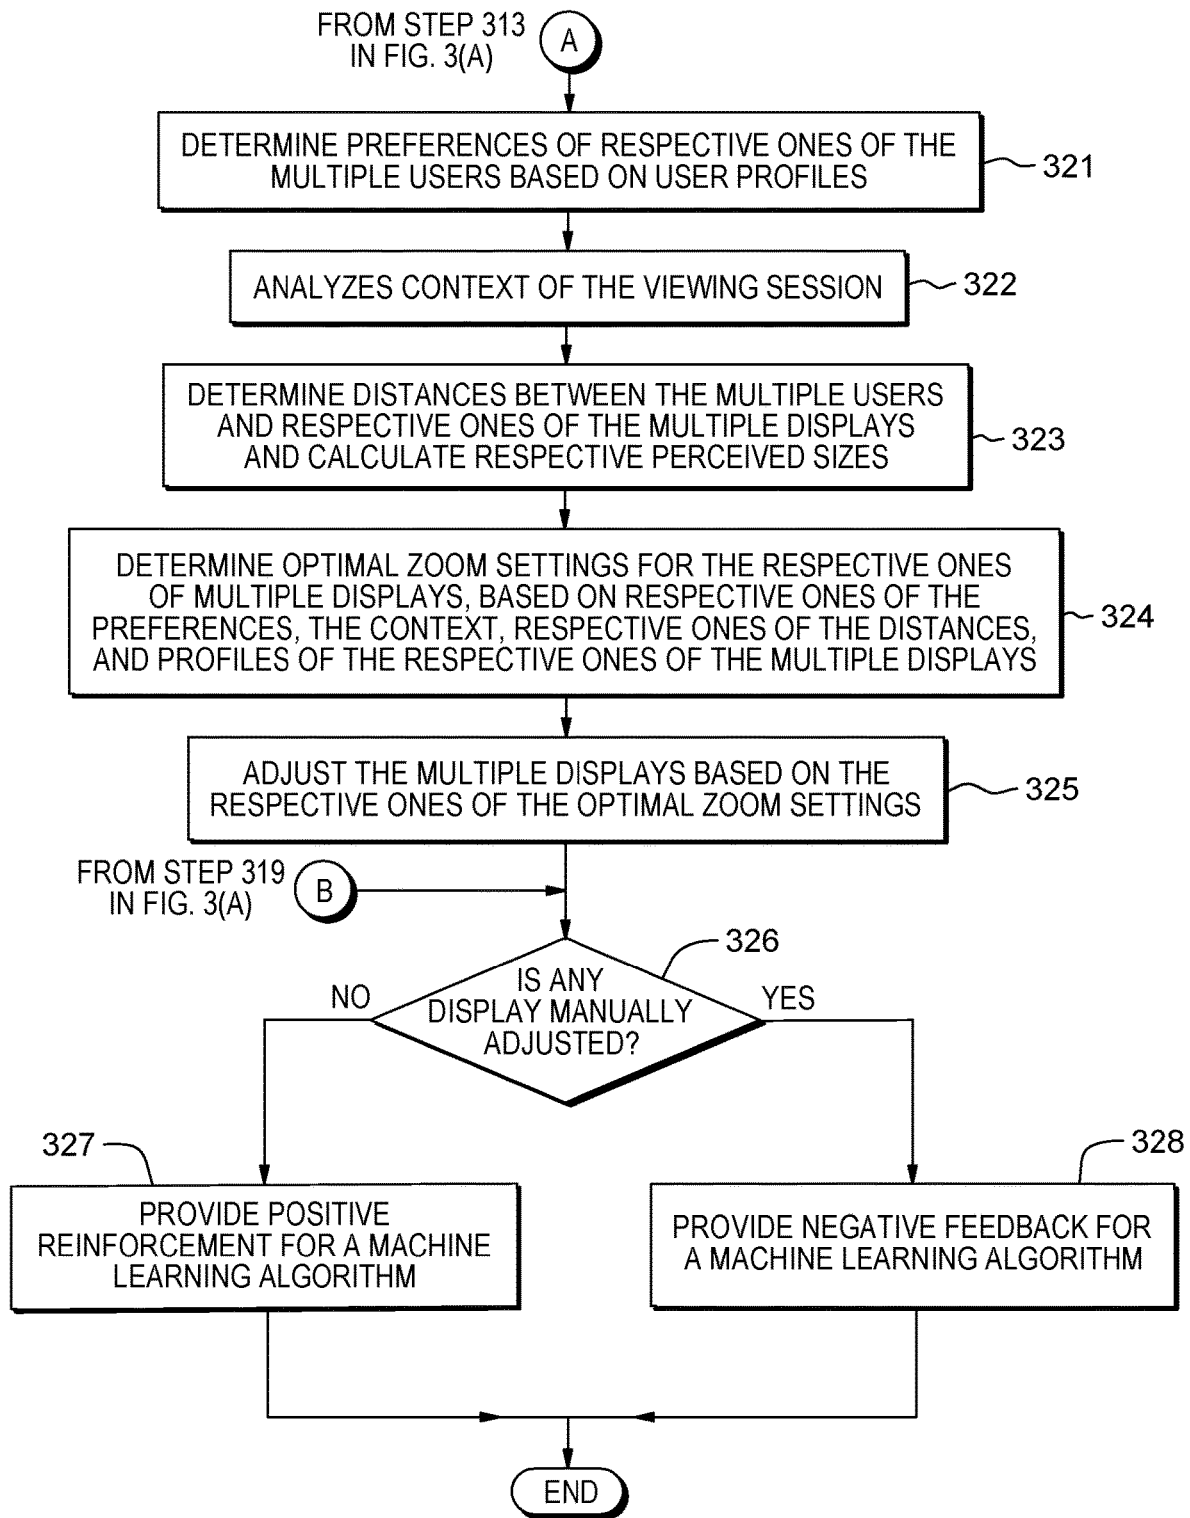 FROM STEP 313
IN FIG. 3(A)
A
DETERMINE PREFERENCES OF RESPECTIVE ONES OF THE
MULTIPLE USERS BASED ON USER PROFILES
321
ANALYZES CONTEXT OF THE VIEWING SESSION
322
DETERMINE DISTANCES BETWEEN THE MULTIPLE USERS
AND RESPECTIVE ONES OF THE MULTIPLE DISPLAYS
AND CALCULATE RESPECTIVE PERCEIVED SIZES
323
DETERMINE OPTIMAL ZOOM SETTINGS FOR THE RESPECTIVE ONES
OF MULTIPLE DISPLAYS, BASED ON RESPECTIVE ONES OF THE
PREFERENCES, THE CONTEXT, RESPECTIVE ONES OF THE DISTANCES,
AND PROFILES OF THE RESPECTIVE ONES OF THE MULTIPLE DISPLAYS
324
ADJUST THE MULTIPLE DISPLAYS BASED ON THE
RESPECTIVE ONES OF THE OPTIMAL ZOOM SETTINGS
325
FROM STEP 319
IN FIG. 3(A)
B
326
IS ANY
DISPLAY MANUALLY
ADJUSTED?
NO
YES
327
PROVIDE POSITIVE
REINFORCEMENT FOR A MACHINE
LEARNING ALGORITHM
328
PROVIDE NEGATIVE FEEDBACK FOR
A MACHINE LEARNING ALGORITHM
END